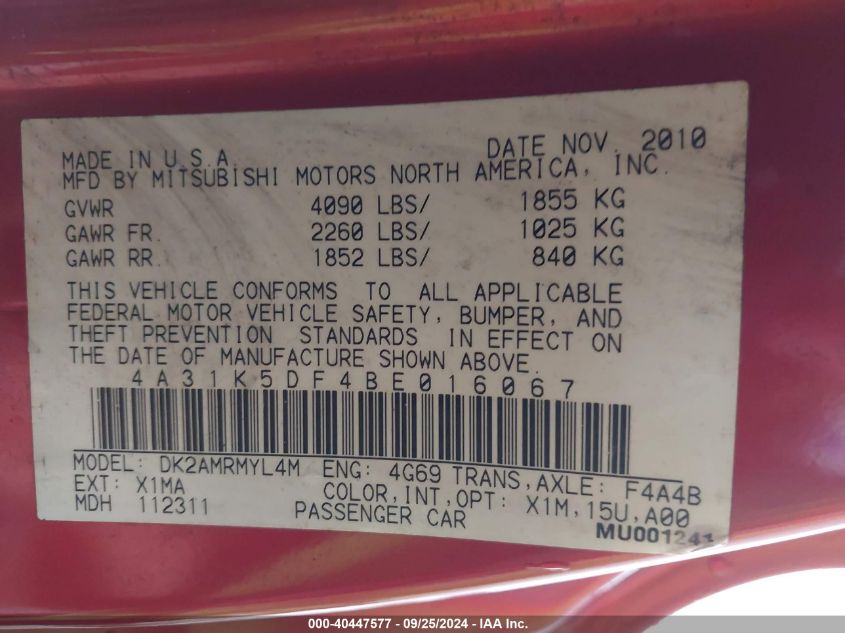 MADE IN U.S.A. DATE NOV. 2010
MFD BY MITSUBISHI MOTORS NORTH AMERICA, INC.
GVWR 4090 LBS/ 1855 KG
GAWR FR. 2260 LBS/ 1025 KG
GAWR RR. 1852 LBS/ 840 KG
THIS VEHICLE CONFORMS TO ALL APPLICABLE
FEDERAL MOTOR VEHICLE SAFETY, BUMPER, AND
THEFT PREVENTION STANDARDS IN EFFECT ON
THE DATE OF MANUFACTURE SHOWN ABOVE.
4A31K5DF4BE016067
MODEL: DK2AMRMYL4M ENG: 4G69 TRANS,AXLE: F4A4B
EXT: X1MA COLOR,INT,OPT: X1M,15U,A00
MDH 112311 PASSENGER CAR
MU001241
000-40447577 - 09/25/2024 - IAA Inc.